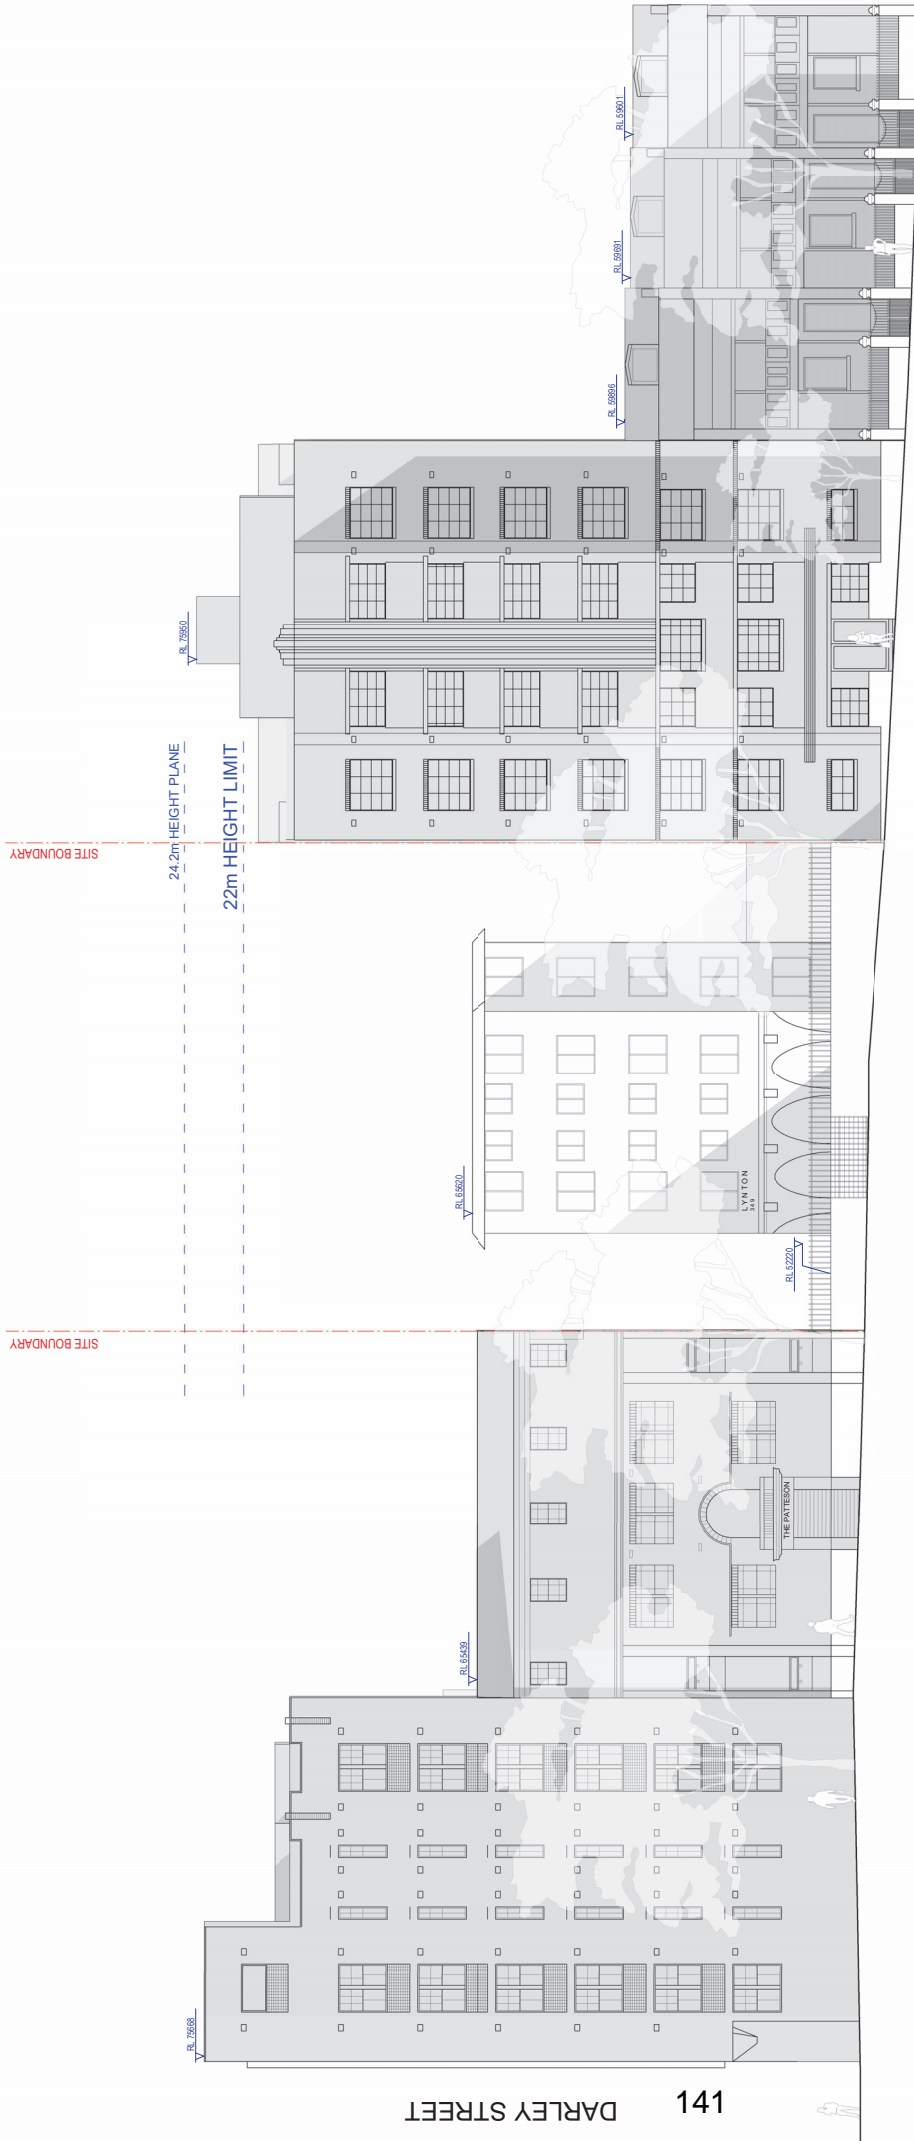 RL 59601
RL 59691
RL 59896
RL 75950
24.2m HEIGHT PLANE
22m HEIGHT LIMIT
SITE BOUNDARY
RL 65620
LYNTON
349
RL 52220
SITE BOUNDARY
THE PATTESON
RL 65439
RL 75668
DARLEY STREET
141